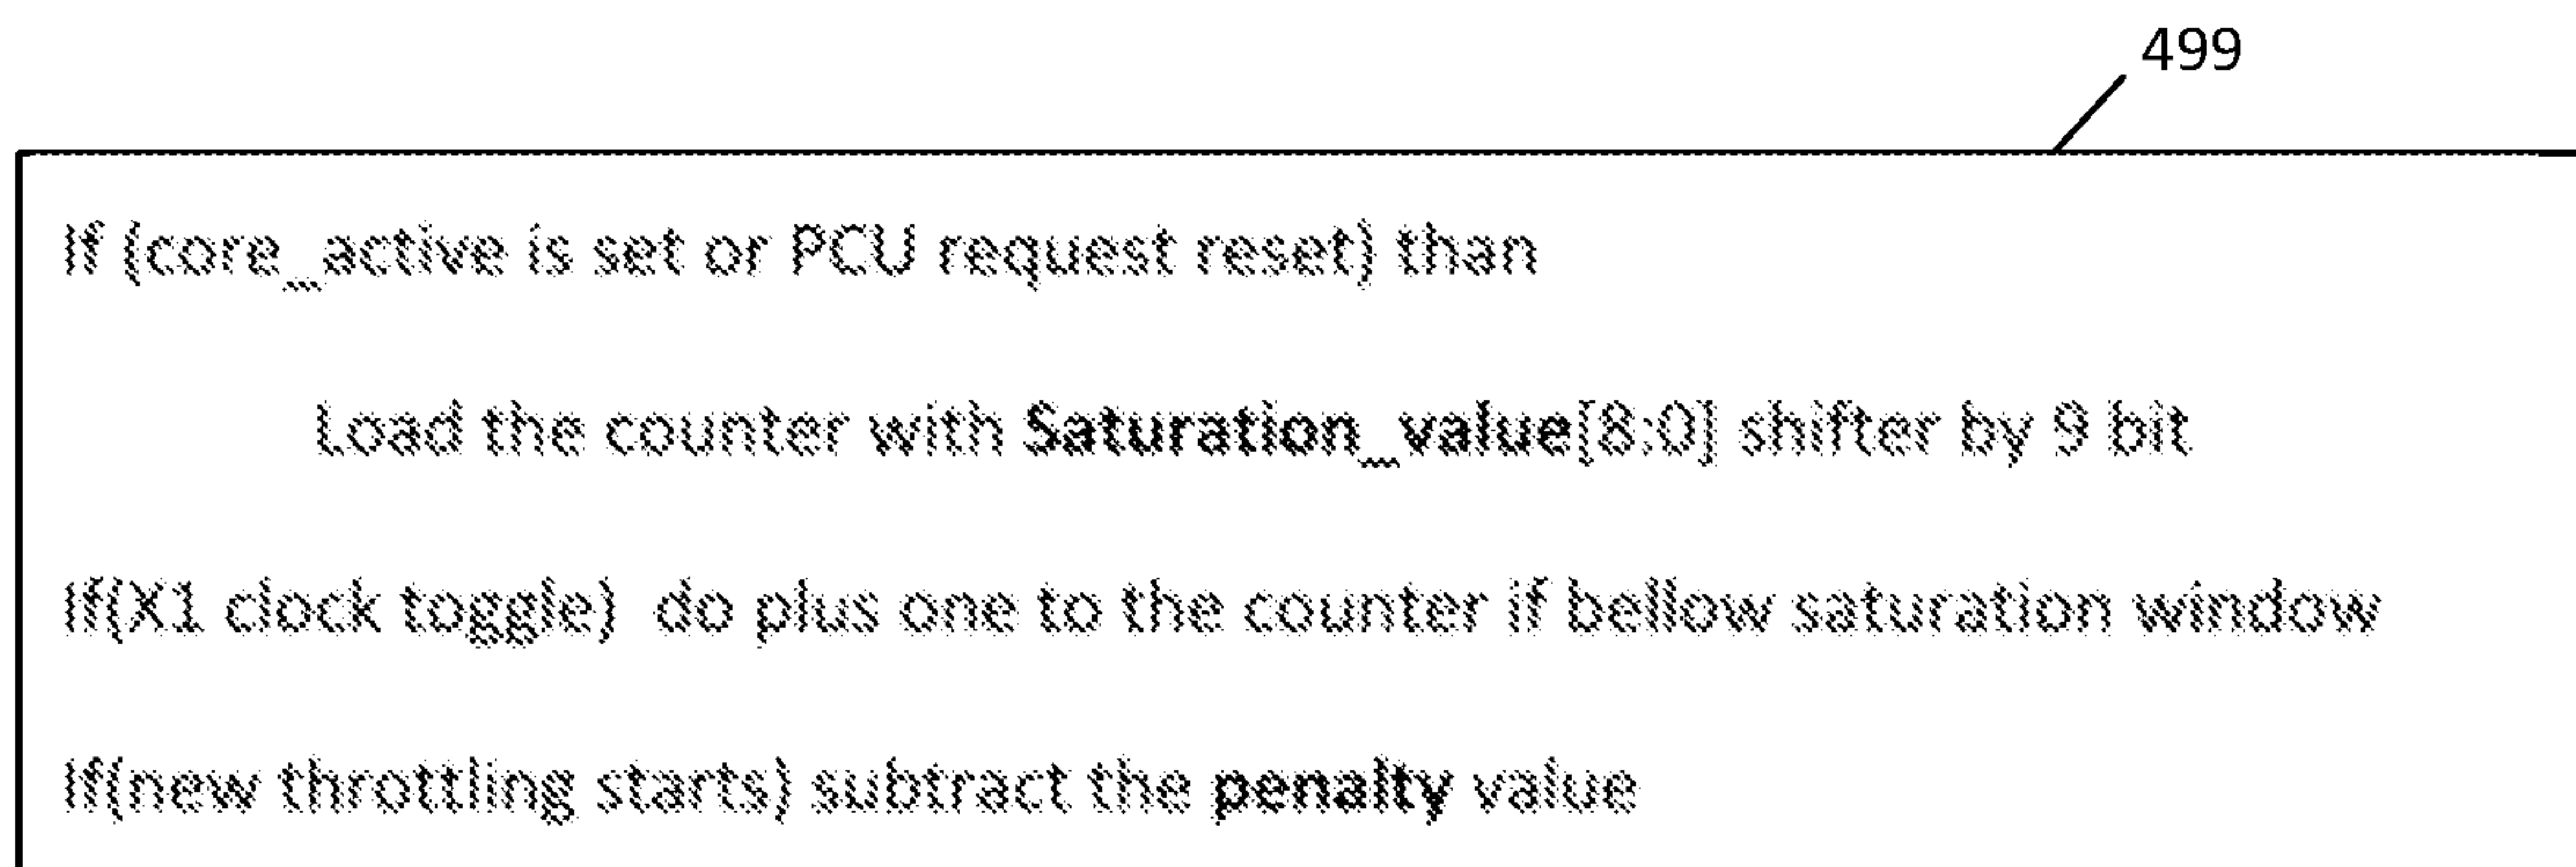 499
If (core_active is set or PCU request reset) than
Load the counter with Saturation_value[8:0] shifter by 9 bit
If(X1 clock toggle)  do plus one to the counter if bellow saturation window
If(new throttling starts) subtract the penalty value